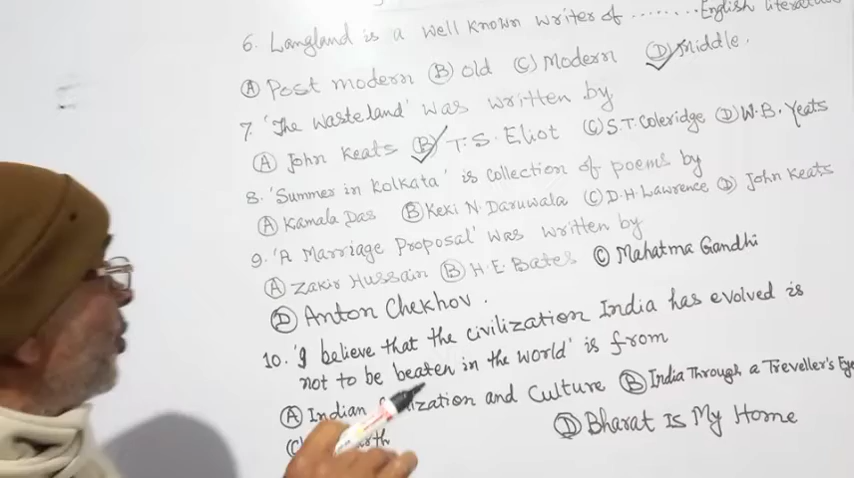 6. Langland is a well known writer of ........ English literature
Ⓐ Post modern Ⓑ old Ⓒ Modern Ⓓ Middle.
7. 'The Waste land' was written by
Ⓐ John Keats Ⓑ T.S. Eliot Ⓒ S.T. Coleridge Ⓓ W.B. Yeats
8. 'Summer in Kolkata' is collection of poems by
Ⓐ Kamala Das Ⓑ Keki N. Daruwala Ⓒ D.H. Lawrence Ⓓ John Keats
9. 'A Marriage Proposal' was written by
Ⓐ Zakir Hussain Ⓑ H.E. Bates Ⓒ Mahatma Gandhi
Ⓓ Anton Chekhov.
10. 'I believe that the civilization India has evolved is
not to be beaten in the world' is from
Ⓐ Indian and Culture Ⓑ India Through a Treveller's Eye
Ⓓ Bharat Is My Home